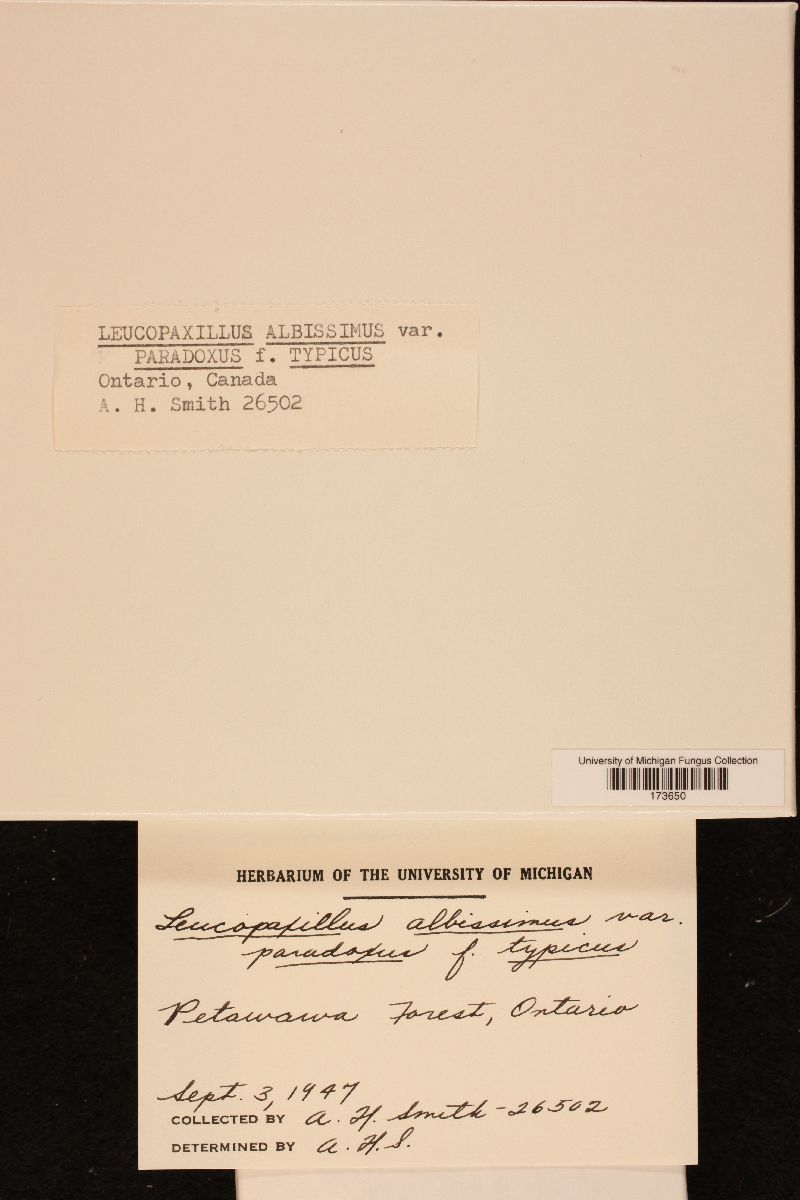 LEUCOPAXILLUS ALBISSIMUS var.
PARADOXUS f. TYPICUS
Ontario, Canada
A. H. Smith 26502
University of Michigan Fungus Collection
173650
HERBARIUM OF THE UNIVERSITY OF MICHIGAN
Leucopaxillus albissimus var.
paradoxus f. typicus
Petawawa Forest, Ontario
Sept. 3, 1947
COLLECTED BY A. H. Smith - 26502
DETERMINED BY A. H. S.